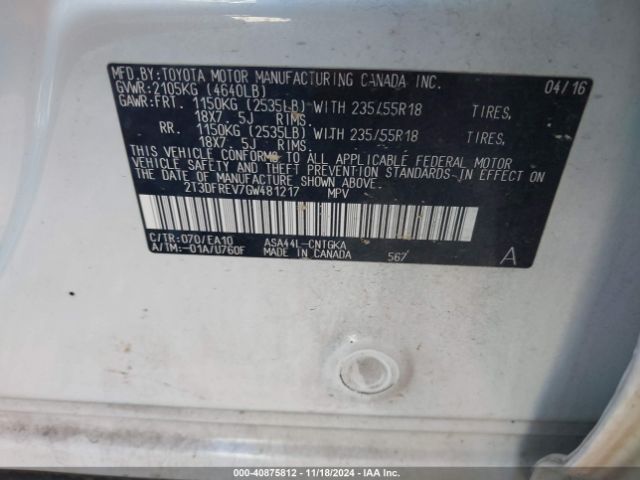 MFD.BY:TOYOTA MOTOR MANUFACTURING CANADA INC. 04/16
GVWR:2105KG (4640LB)
GAWR:FRT. 1150KG (2535LB) WITH 235/55R18 TIRES,
18X7.5J RIMS.
RR. 1150KG (2535LB) WITH 235/55R18 TIRES,
18X7.5J RIMS.
THIS VEHICLE CONFORMS TO ALL APPLICABLE FEDERAL MOTOR
VEHICLE SAFETY AND THEFT PREVENTION STANDARDS IN EFFECT ON
THE DATE OF MANUFACTURE SHOWN ABOVE.
2T3DFREV7GW481217 MPV
C/TR:070/EA10 ASA44L-CNTGKA
A/TM:-01A/U760F MADE IN CANADA 567 A
000-40875812 - 11/18/2024 - IAA Inc.